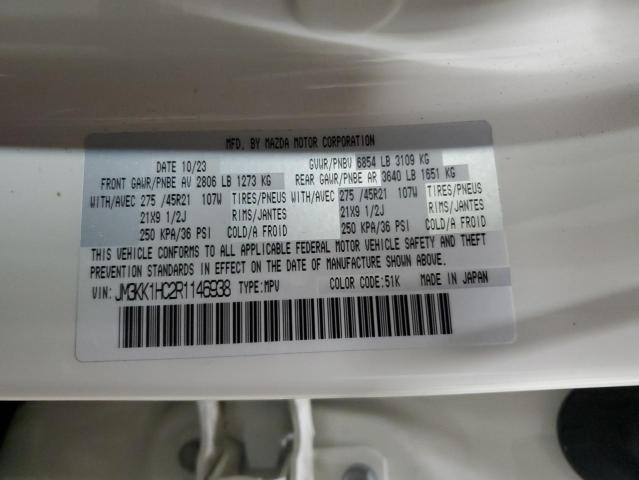 MFD. BY MAZDA MOTOR CORPORATION
DATE 10/23 GVWR/PNBV 6854 LB 3109 KG
FRONT GAWR/PNBE AV 2806 LB 1273 KG REAR GAWR/PNBE AR 3640 LB 1651 KG
WITH/AVEC 275 /45R21 107W TIRES/PNEUS WITH/AVEC 275 /45R21 107W TIRES/PNEUS
21X9 1/2J RIMS/JANTES 21X9 1/2J RIMS/JANTES
250 KPA/36 PSI COLD/A FROID 250 KPA/36 PSI COLD/A FROID
THIS VEHICLE CONFORMS TO ALL APPLICABLE FEDERAL MOTOR VEHICLE SAFETY AND THEFT
PREVENTION STANDARDS IN EFFECT ON THE DATE OF MANUFACTURE SHOWN ABOVE.
VIN: JM3KK1HC2R1146938 TYPE:MPV COLOR CODE:51K MADE IN JAPAN